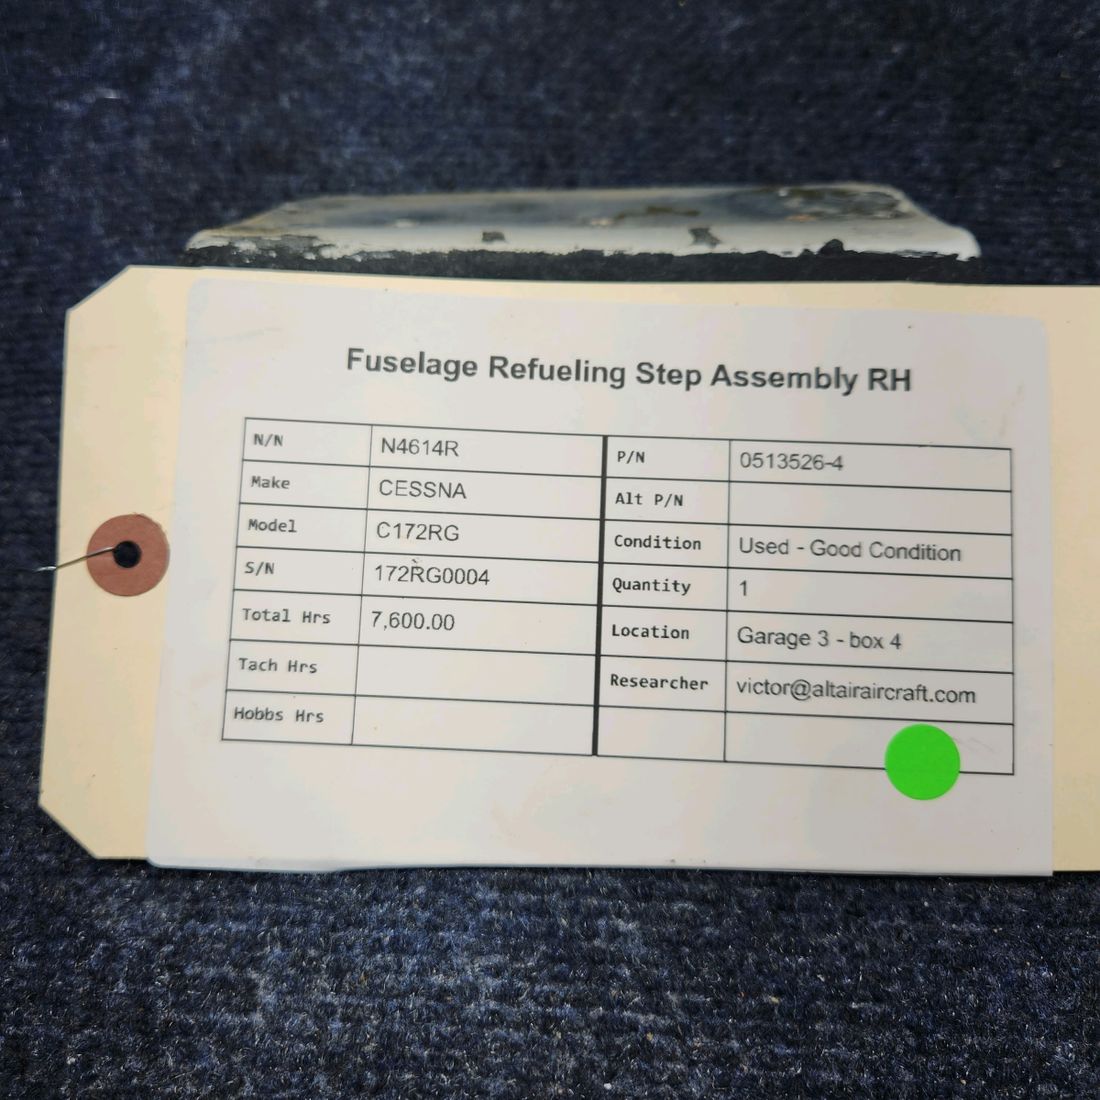 Fuselage Refueling Step Assembly RH
N/N N4614R P/N 0513526-4
Make CESSNA Alt P/N
Model C172RG Condition Used - Good Condition
S/N 172RG0004 Quantity 1
Total Hrs 7,600.00 Location Garage 3 - box 4
Tach Hrs Researcher victor@altairaircraft.com
Hobbs Hrs